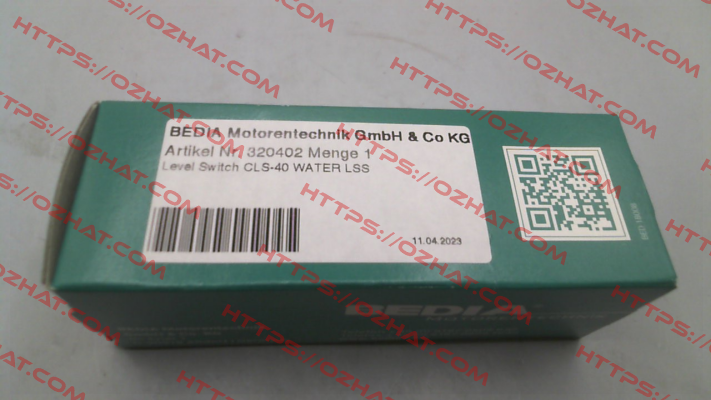 BEDIA Motorentechnik GmbH & Co KG
Artikel Nr. 320402 Menge 1
Level Switch CLS-40 WATER LSS
11.04.2023
BEDIA
HTTPS://OZHAT.COM